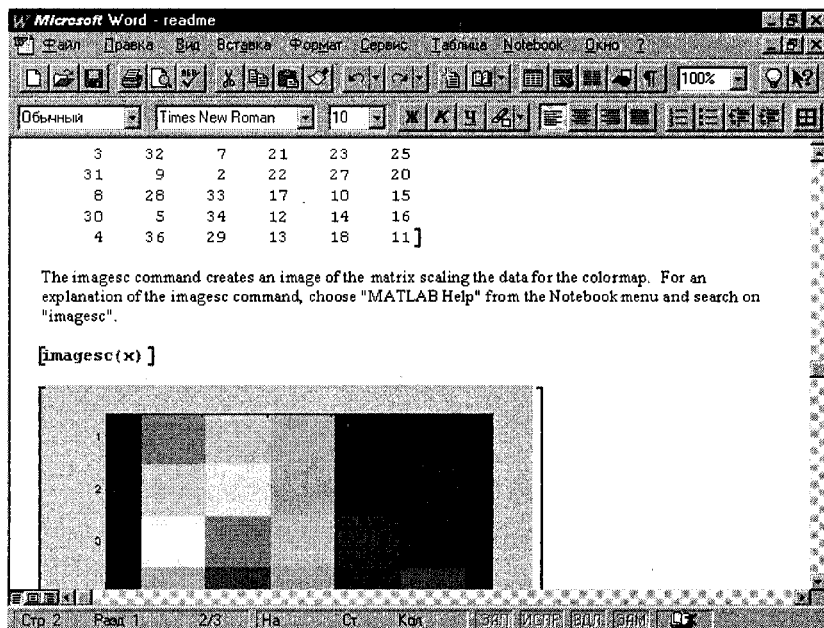 Microsoft Word - readme
Файл Правка Вид Вставка Формат Сервис Таблица Notebook Окно ?
100%
Обычный Times New Roman 10 Ж К Ч
3 32 7 21 23 25
31 9 2 22 27 20
8 28 33 17 10 15
30 5 34 12 14 16
4 36 29 13 18 11]
The imagesc command creates an image of the matrix scaling the data for the colormap. For an
explanation of the imagesc command, choose "MATLAB Help" from the Notebook menu and search on
"imagesc".
[imagesc(x) ]
1
2
3
Стр 2 Разд 1 2/3 На Ст Кол ЗАП ИСПР ВДЛ ЗАМ